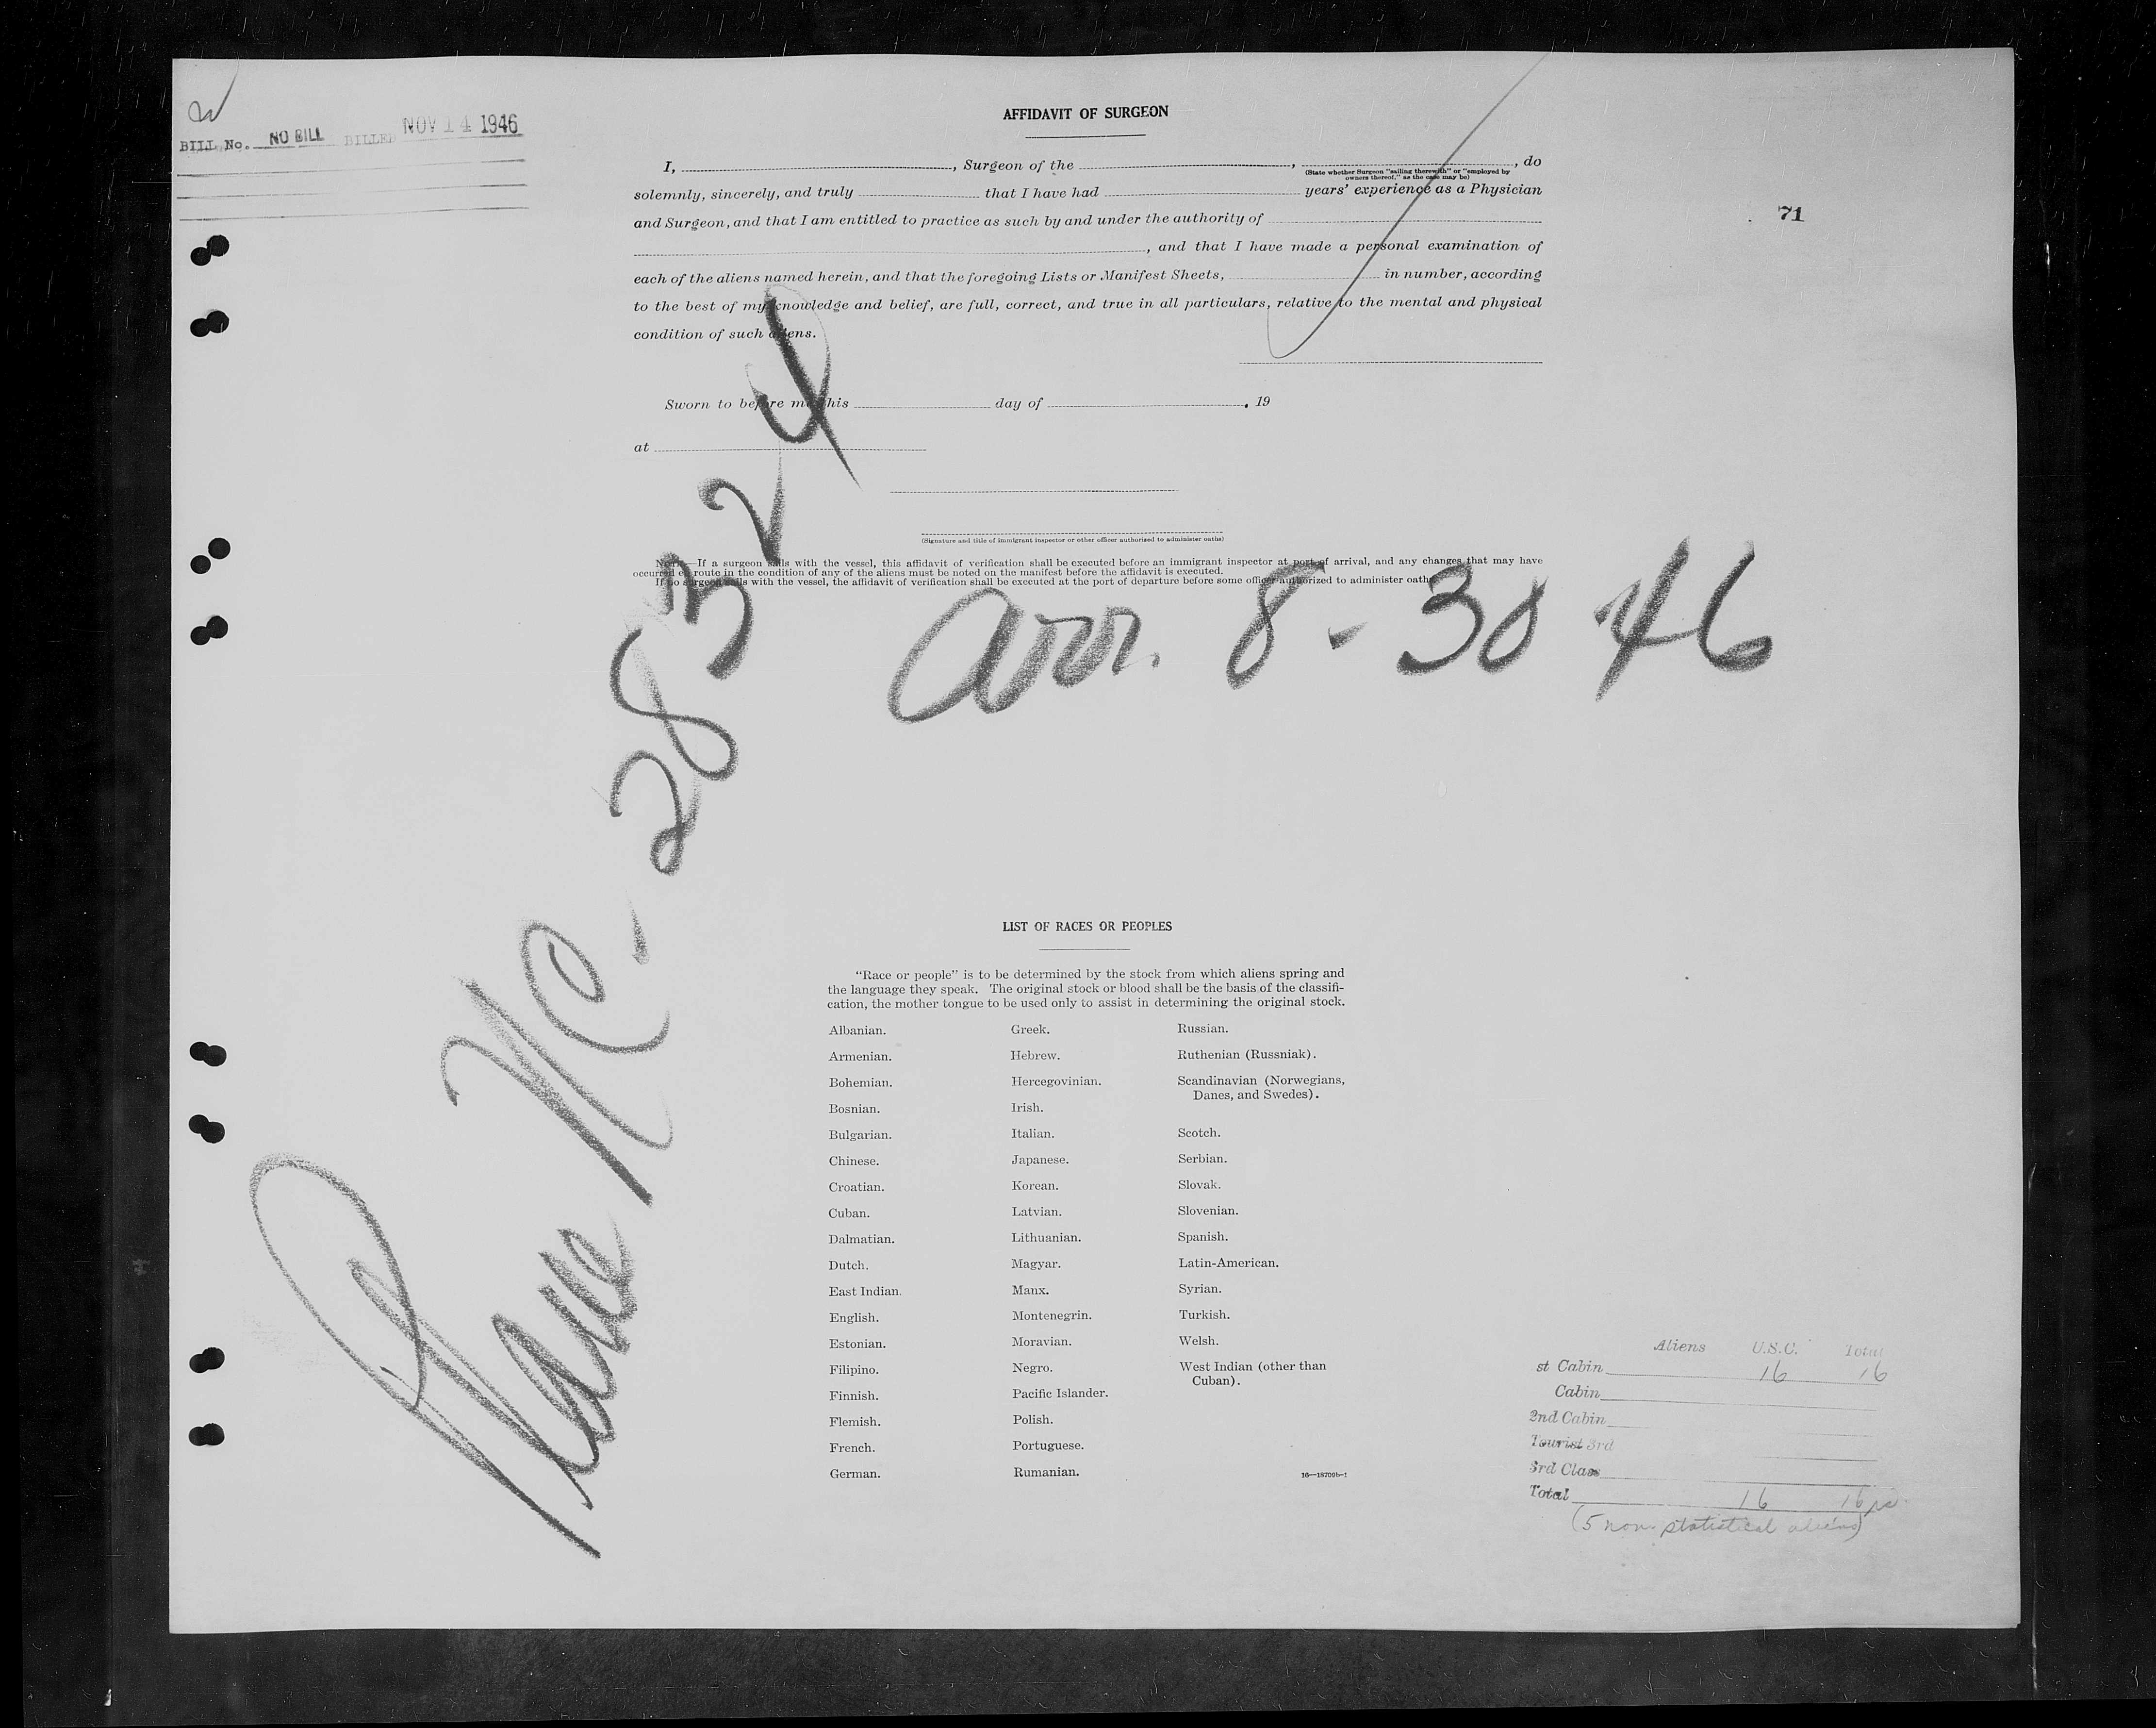 BILL No. NO BILL BILLED NOV 14 1946
AFFIDAVIT OF SURGEON
I, , Surgeon of the , , do
(State whether Surgeon "sailing therewith" or "employed by
owners thereof," as the case may be)
solemnly, sincerely, and truly that I have had years' experience as a Physician
and Surgeon, and that I am entitled to practice as such by and under the authority of
71
, and that I have made a personal examination of
each of the aliens named herein, and that the foregoing Lists or Manifest Sheets, in number, according
to the best of my knowledge and belief, are full, correct, and true in all particulars, relative to the mental and physical
condition of such aliens.
Sworn to before me this day of , 19
at
(Signature and title of immigrant inspector or other officer authorized to administer oaths)
NOTE.—If a surgeon sails with the vessel, this affidavit of verification shall be executed before an immigrant inspector at port of arrival, and any changes that may have
occurred en route in the condition of any of the aliens must be noted on the manifest before the affidavit is executed.
If no surgeon sails with the vessel, the affidavit of verification shall be executed at the port of departure before some officer authorized to administer oaths.
Plane NC-28324
arr. 8-30 46
LIST OF RACES OR PEOPLES
"Race or people" is to be determined by the stock from which aliens spring and
the language they speak. The original stock or blood shall be the basis of the classifi-
cation, the mother tongue to be used only to assist in determining the original stock.
Albanian.
Armenian.
Bohemian.
Bosnian.
Bulgarian.
Chinese.
Croatian.
Cuban.
Dalmatian.
Dutch.
East Indian.
English.
Estonian.
Filipino.
Finnish.
Flemish.
French.
German.
Greek.
Hebrew.
Hercegovinian.
Irish.
Italian.
Japanese.
Korean.
Latvian.
Lithuanian.
Magyar.
Manx.
Montenegrin.
Moravian.
Negro.
Pacific Islander.
Polish.
Portuguese.
Rumanian.
Russian.
Ruthenian (Russniak).
Scandinavian (Norwegians,
Danes, and Swedes).
Scotch.
Serbian.
Slovak.
Slovenian.
Spanish.
Latin-American.
Syrian.
Turkish.
Welsh.
West Indian (other than
Cuban).
16—18709b-1
Aliens U.S.C. Total
st Cabin 16 16
Cabin
2nd Cabin
Tourist 3rd
3rd Class
Total 16 16
(5 non-statistical aliens)